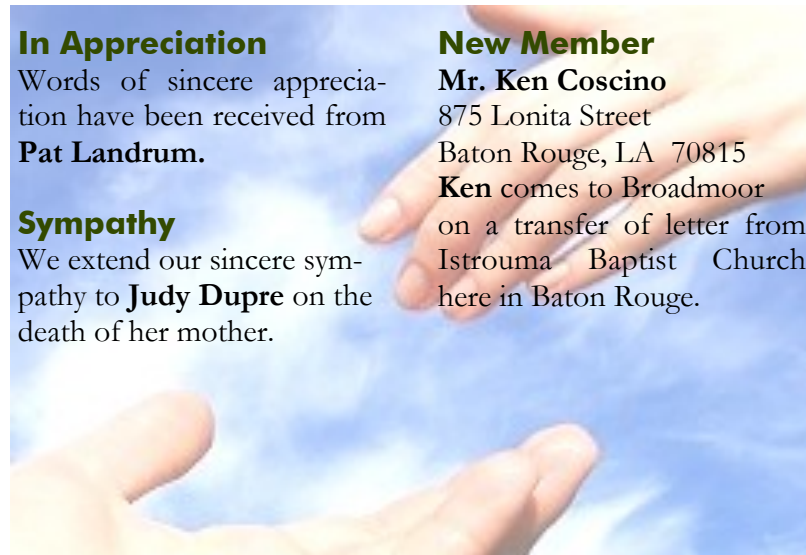 In Appreciation
Words of sincere apprecia-
tion have been received from
Pat Landrum.
Sympathy
We extend our sincere sym-
pathy to Judy Dupre on the
death of her mother.
New Member
Mr. Ken Coscino
875 Lonita Street
Baton Rouge, LA  70815
Ken comes to Broadmoor
on a transfer of letter from
Istrouma Baptist Church
here in Baton Rouge.